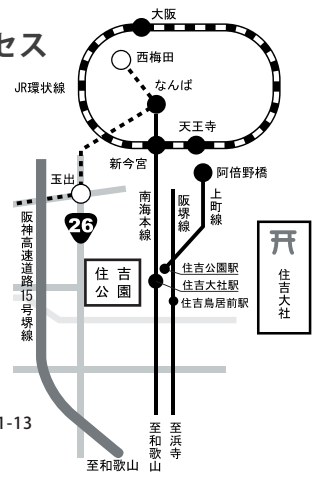 大阪
セス
西梅田
JR環状線
なんば
天王寺
新今宮
阿倍野橋
玉出
26
南海本線
阪堺線
上町線
阪神高速道路15号堺線
住吉
公園
住吉公園駅
住吉大社駅
住吉鳥居前駅
住吉大社
1-13
至和歌山
至和歌山
至浜寺